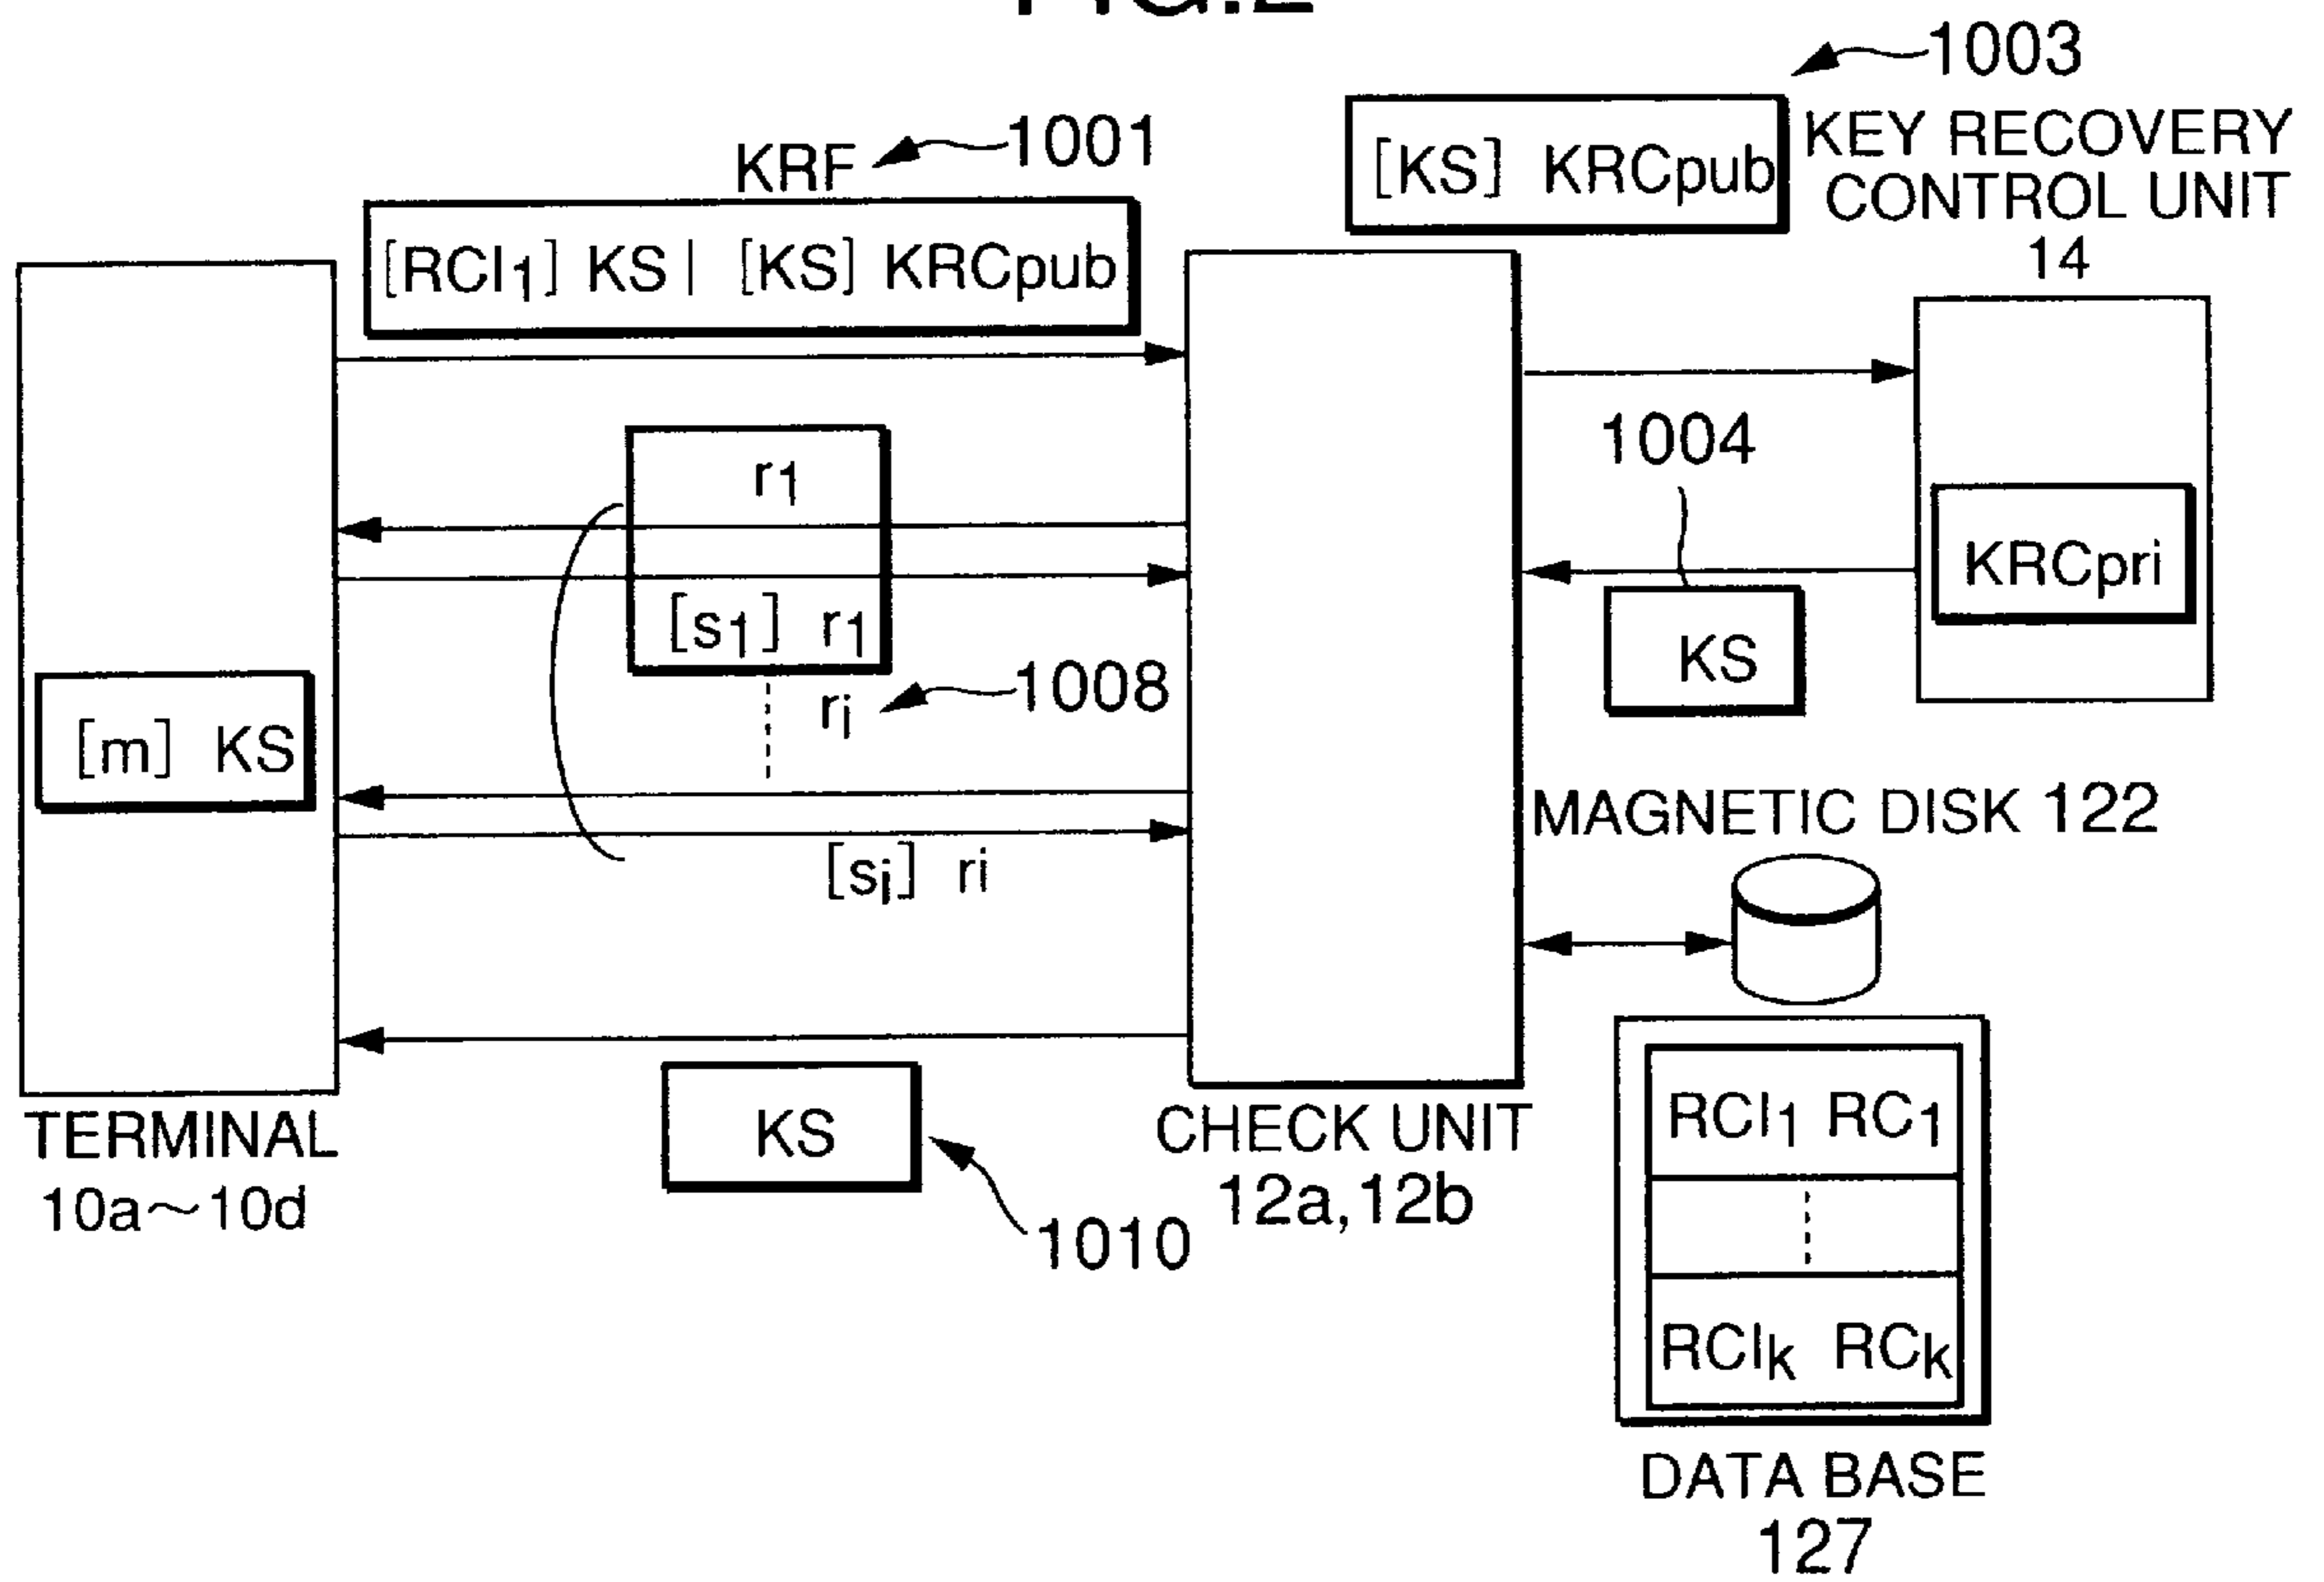 FIG.2
1003
KRF
1001
[KS] KRCpub
KEY RECOVERY
CONTROL UNIT
14
[RCI1] KS | [KS] KRCpub
r1
1004
KRCpri
[s1] r1
KS
ri
1008
[m] KS
MAGNETIC DISK 122
[si] ri
KS
1010
TERMINAL
10a~10d
CHECK UNIT
12a,12b
RCI1 RC1
RCIk RCk
DATA BASE
127